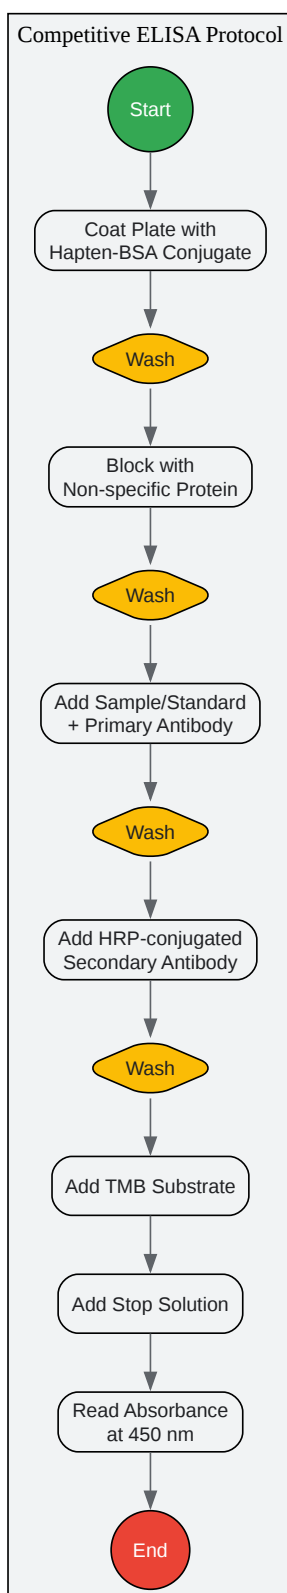 Competitive ELISA Protocol
Start
Coat Plate with
Hapten-BSA Conjugate
Wash
Block with
Non-specific Protein
Wash
Add Sample/Standard
+ Primary Antibody
Wash
Add HRP-conjugated
Secondary Antibody
Wash
Add TMB Substrate
Add Stop Solution
Read Absorbance
at 450 nm
End